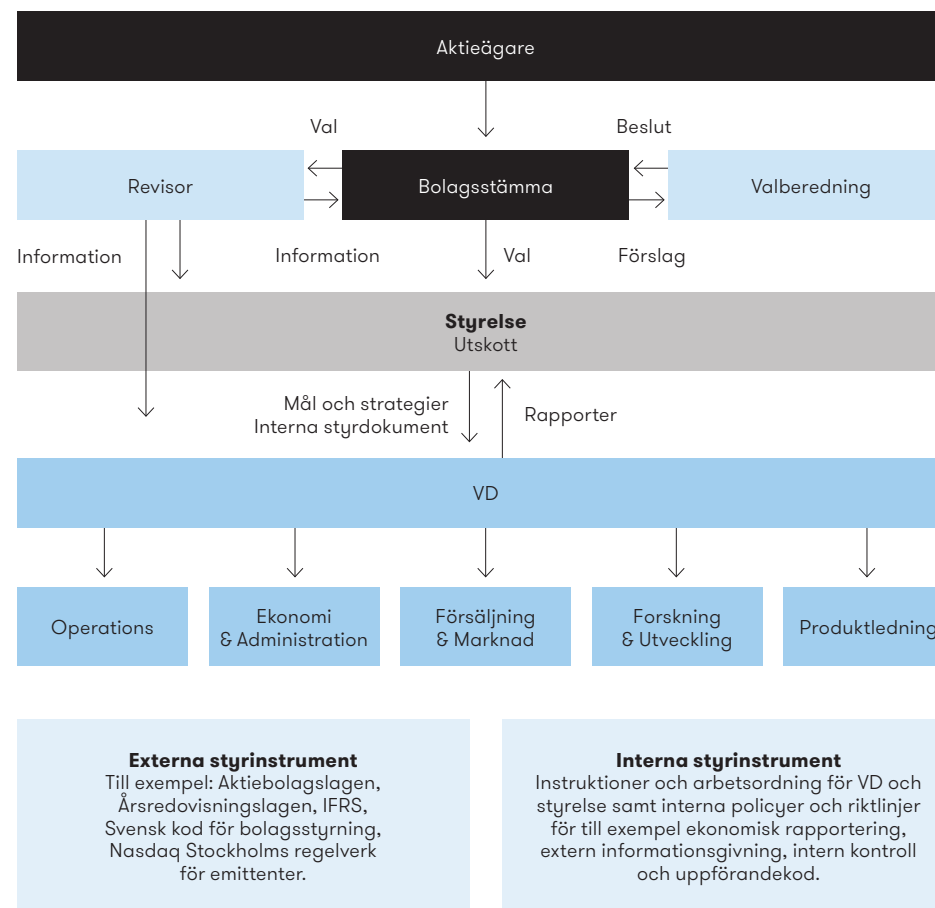 Aktieägare
Val
Beslut
Revisor
Bolagsstämma
Valberedning
Information
Information
Val
Förslag
Styrelse
Utskott
Mål och strategier
Interna styrdokument
Rapporter
VD
Operations
Ekonomi
& Administration
Försäljning
& Marknad
Forskning
& Utveckling
Produktledning
Externa styrinstrument
Till exempel: Aktiebolagslagen,
Årsredovisningslagen, IFRS,
Svensk kod för bolagsstyrning,
Nasdaq Stockholms regelverk
för emittenter.
Interna styrinstrument
Instruktioner och arbetsordning för VD och
styrelse samt interna policyer och riktlinjer
för till exempel ekonomisk rapportering,
extern informationsgivning, intern kontroll
och uppförandekod.